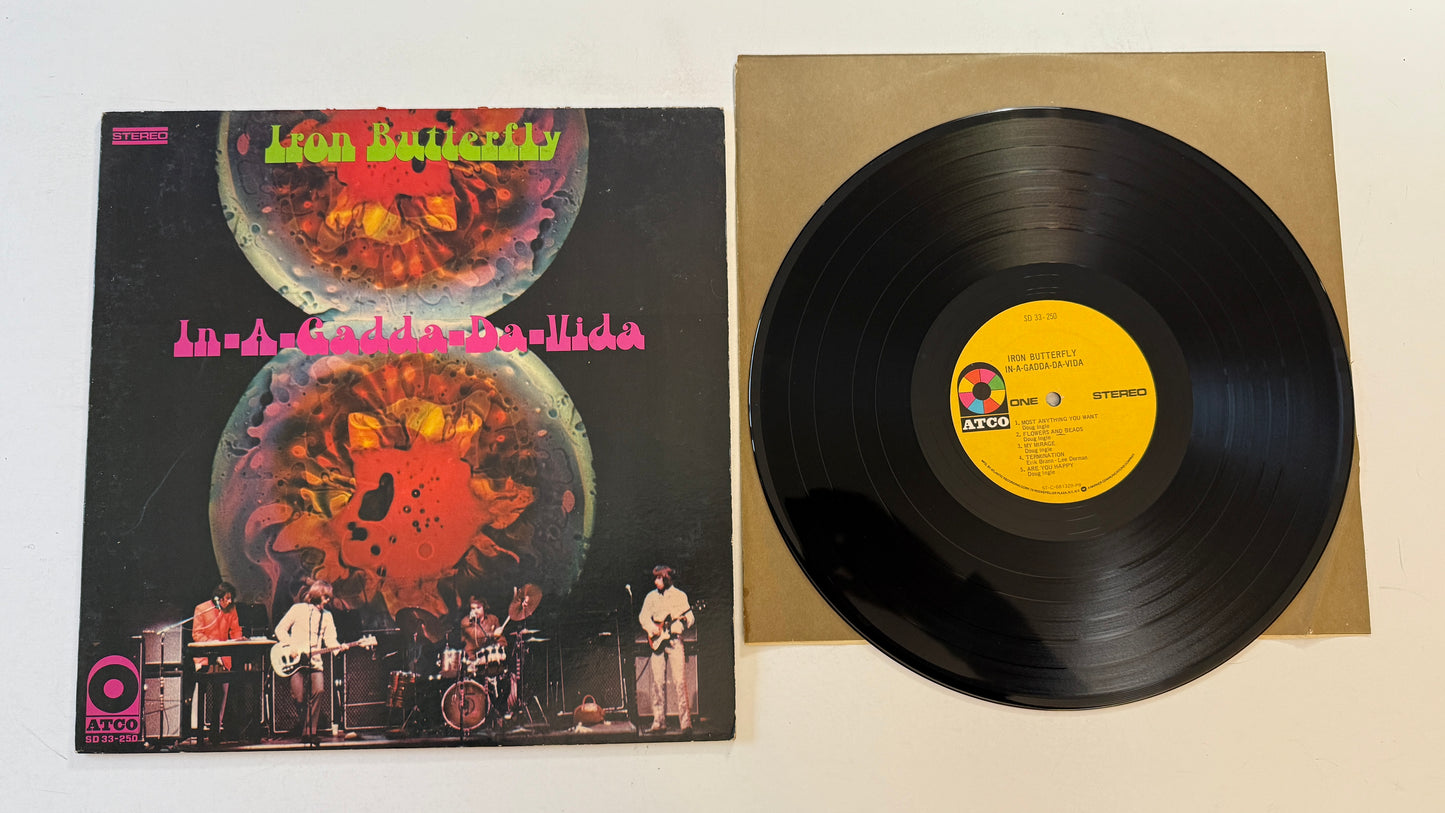 STEREO
Iron Butterfly
In-A-Gadda-Da-Vida
ATCO
SD 33-250
SD 33-250
IRON BUTTERFLY
IN-A-GADDA-DA-VIDA
ATCO
ONE
STEREO
1. MOST ANYTHING YOU WANT
Doug Ingle
2. FLOWERS AND BEADS
Doug Ingle
3. MY MIRAGE
Doug Ingle
4. TERMINATION
Erik Brann-Lee Dorman
5. ARE YOU HAPPY
Doug Ingle